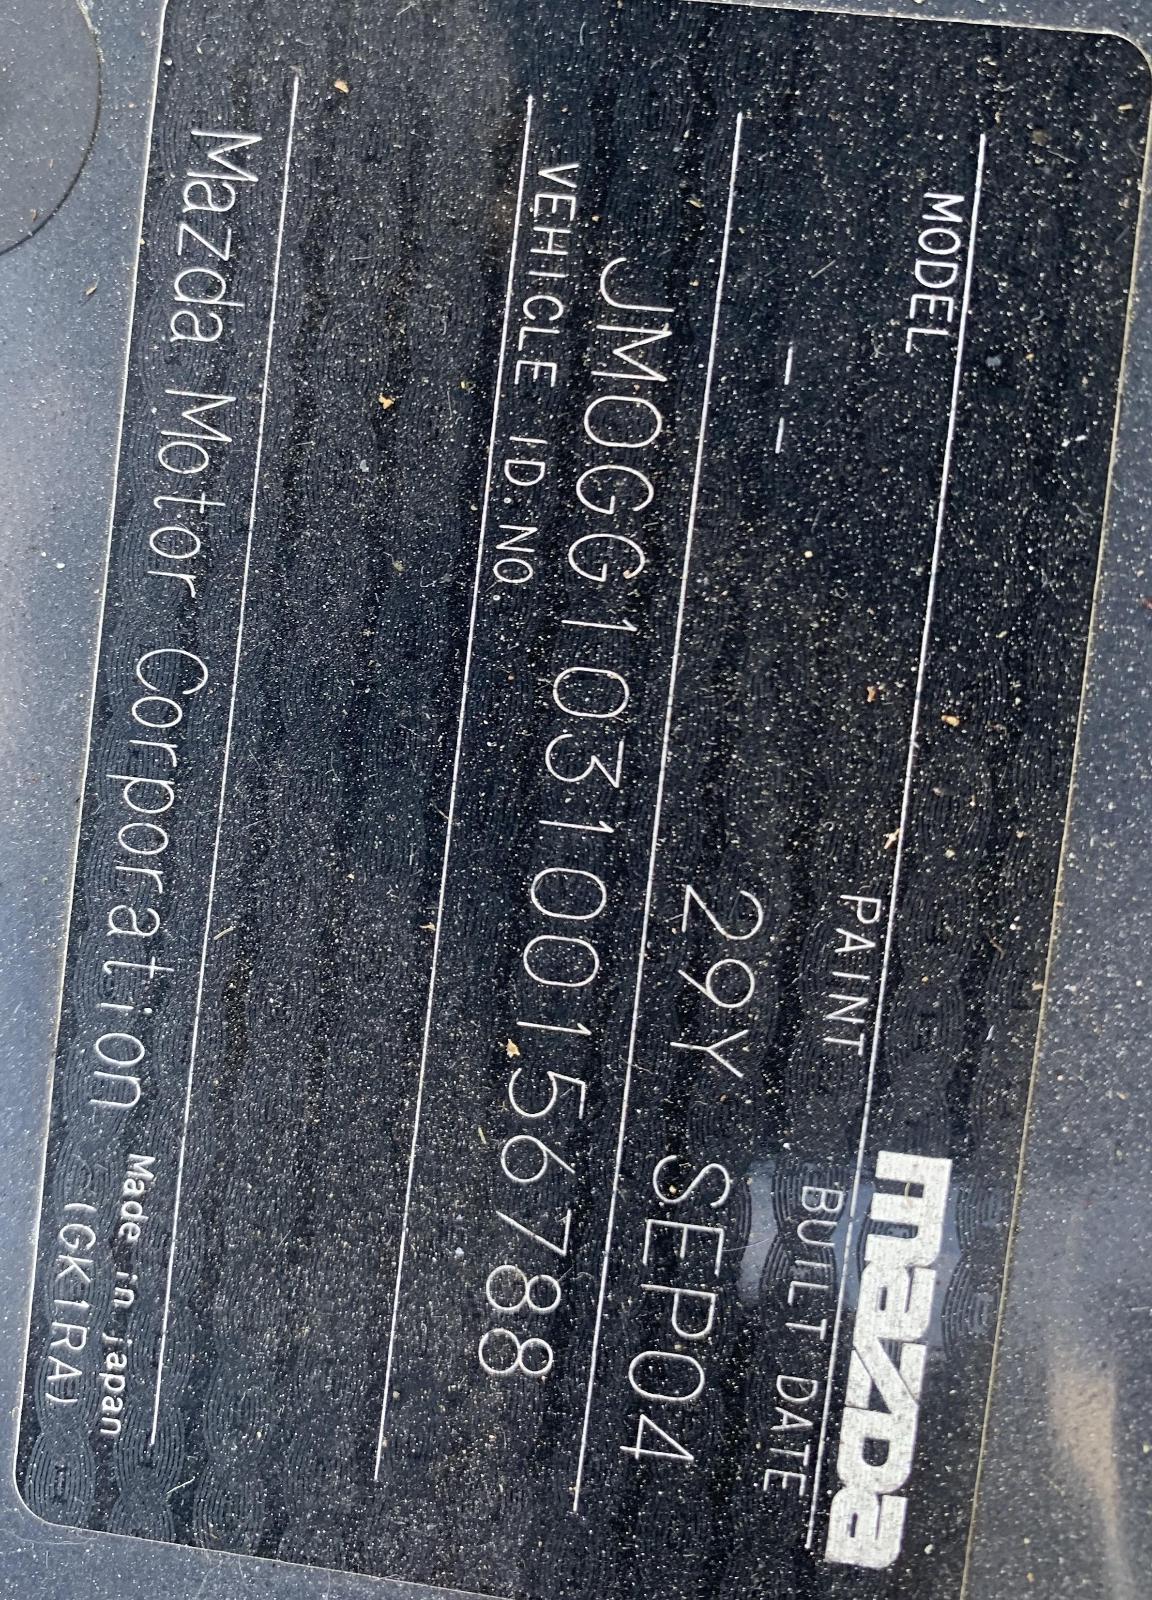 mazda
MODEL PAINT BUILT DATE
- - 29Y SEP04
JM0GG103100156788
VEHICLE ID.NO.
Mazda Motor Corporation Made in japan
(GK1RA)